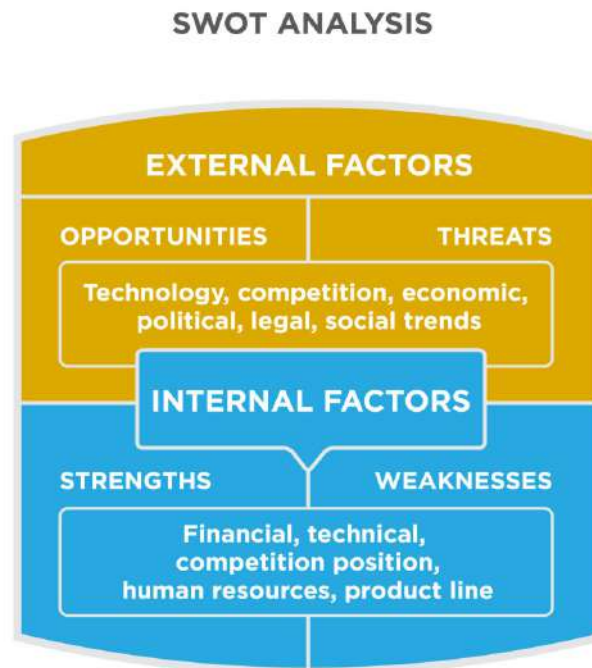 SWOT ANALYSIS
EXTERNAL FACTORS
OPPORTUNITIES
THREATS
Technology, competition, economic,
political, legal, social trends
INTERNAL FACTORS
STRENGTHS
WEAKNESSES
Financial, technical,
competition position,
human resources, product line